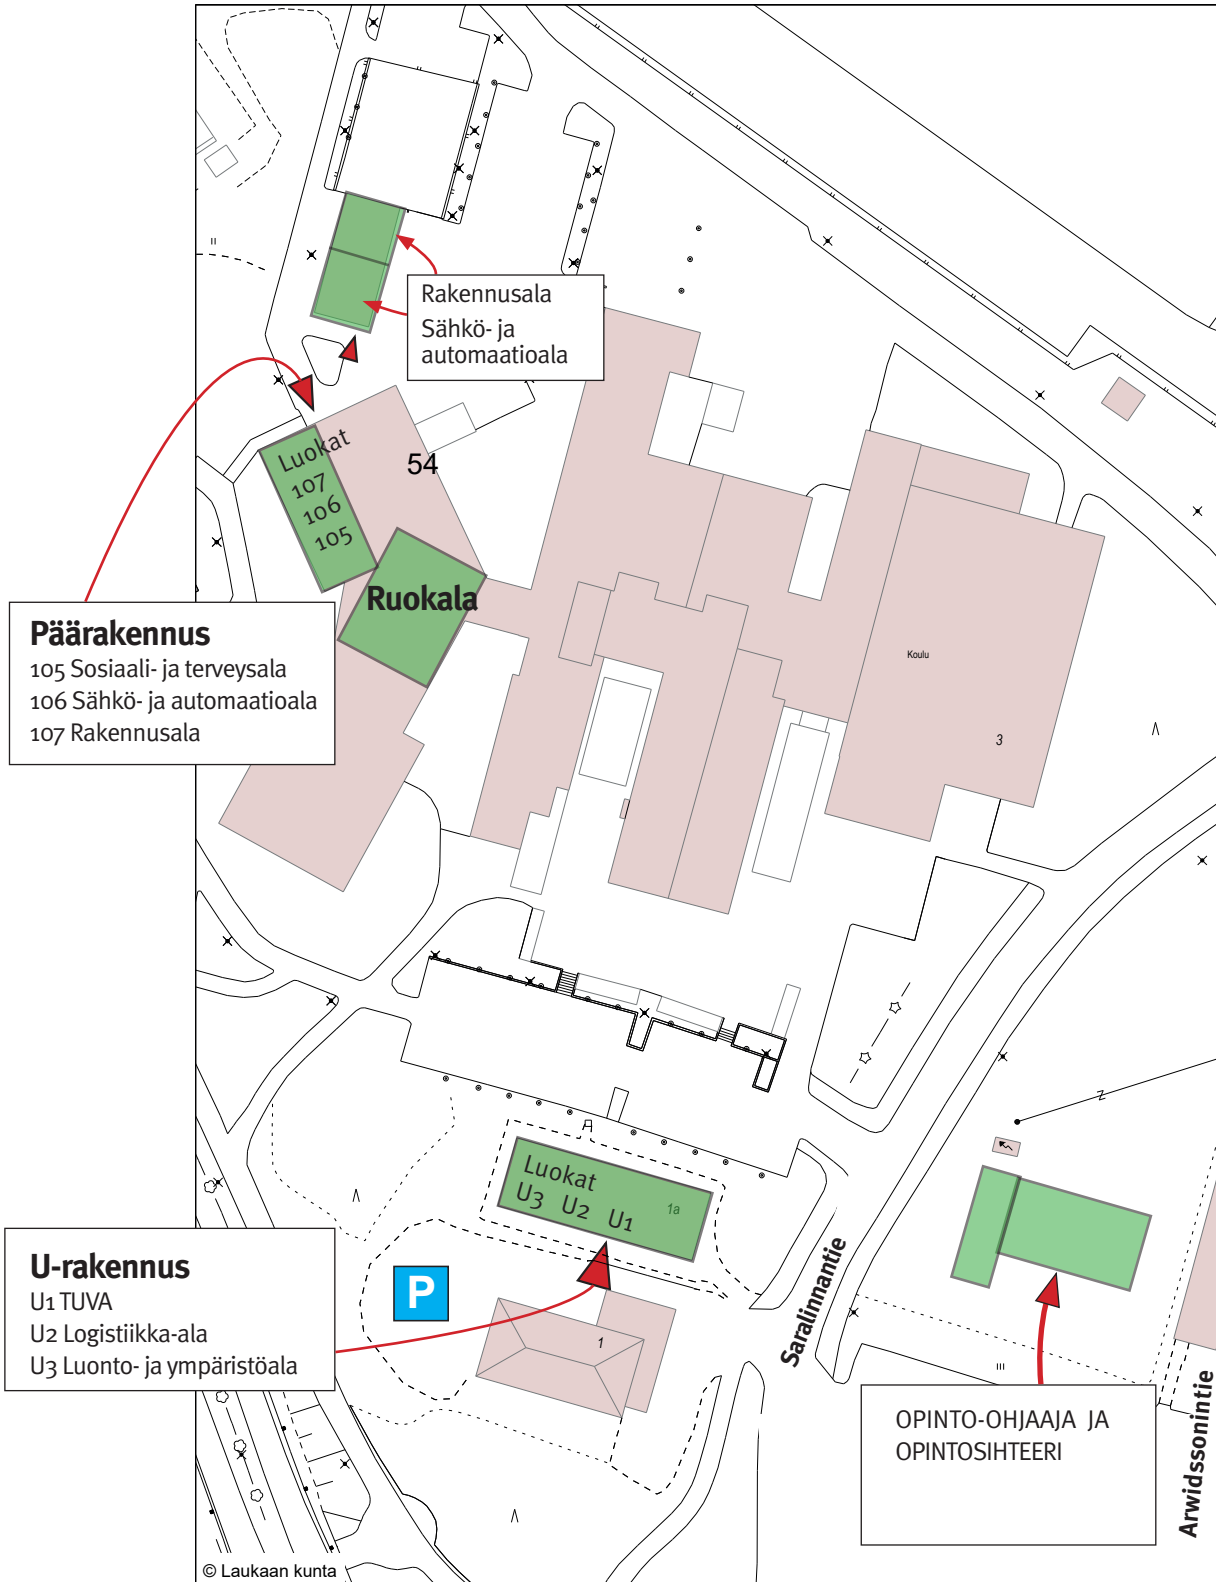 Rakennusala
Sähkö- ja
automaatioala
Luokat
107
106
105
54
Ruokala
Päärakennus
105 Sosiaali- ja terveysala
106 Sähkö- ja automaatioala
107 Rakennusala
Koulu
3
Luokat
U3 U2 U1
1a
U-rakennus
U1 TUVA
U2 Logistiikka-ala
U3 Luonto- ja ympäristöala
P
1
Saralinnantie
OPINTO-OHJAAJA JA
OPINTOSIHTEERI
Arwidssonintie
© Laukaan kunta